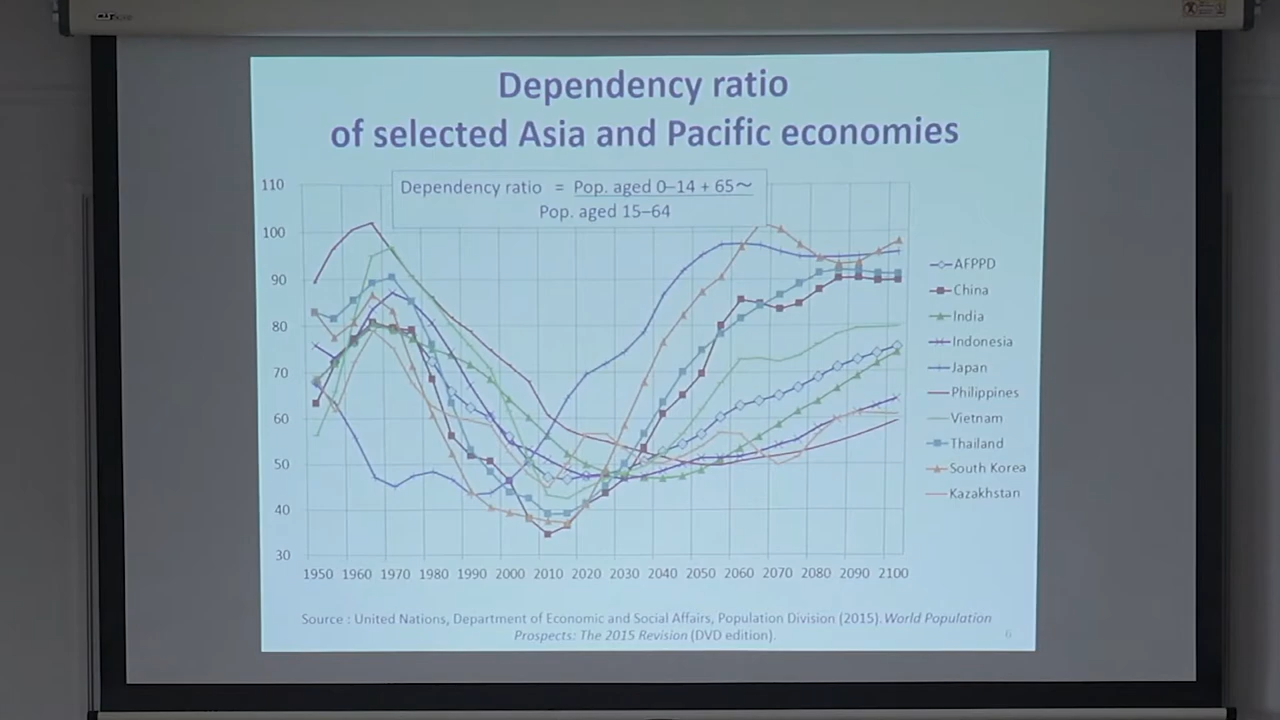 Dependency ratio
of selected Asia and Pacific economies
Dependency ratio = Pop. aged 0–14 + 65～
Pop. aged 15–64
110
100
90
80
70
60
50
40
30
1950 1960 1970 1980 1990 2000 2010 2020 2030 2040 2050 2060 2070 2080 2090 2100
AFPPD
China
India
Indonesia
Japan
Philippines
Vietnam
Thailand
South Korea
Kazakhstan
Source : United Nations, Department of Economic and Social Affairs, Population Division (2015). World Population
Prospects: The 2015 Revision (DVD edition).
6